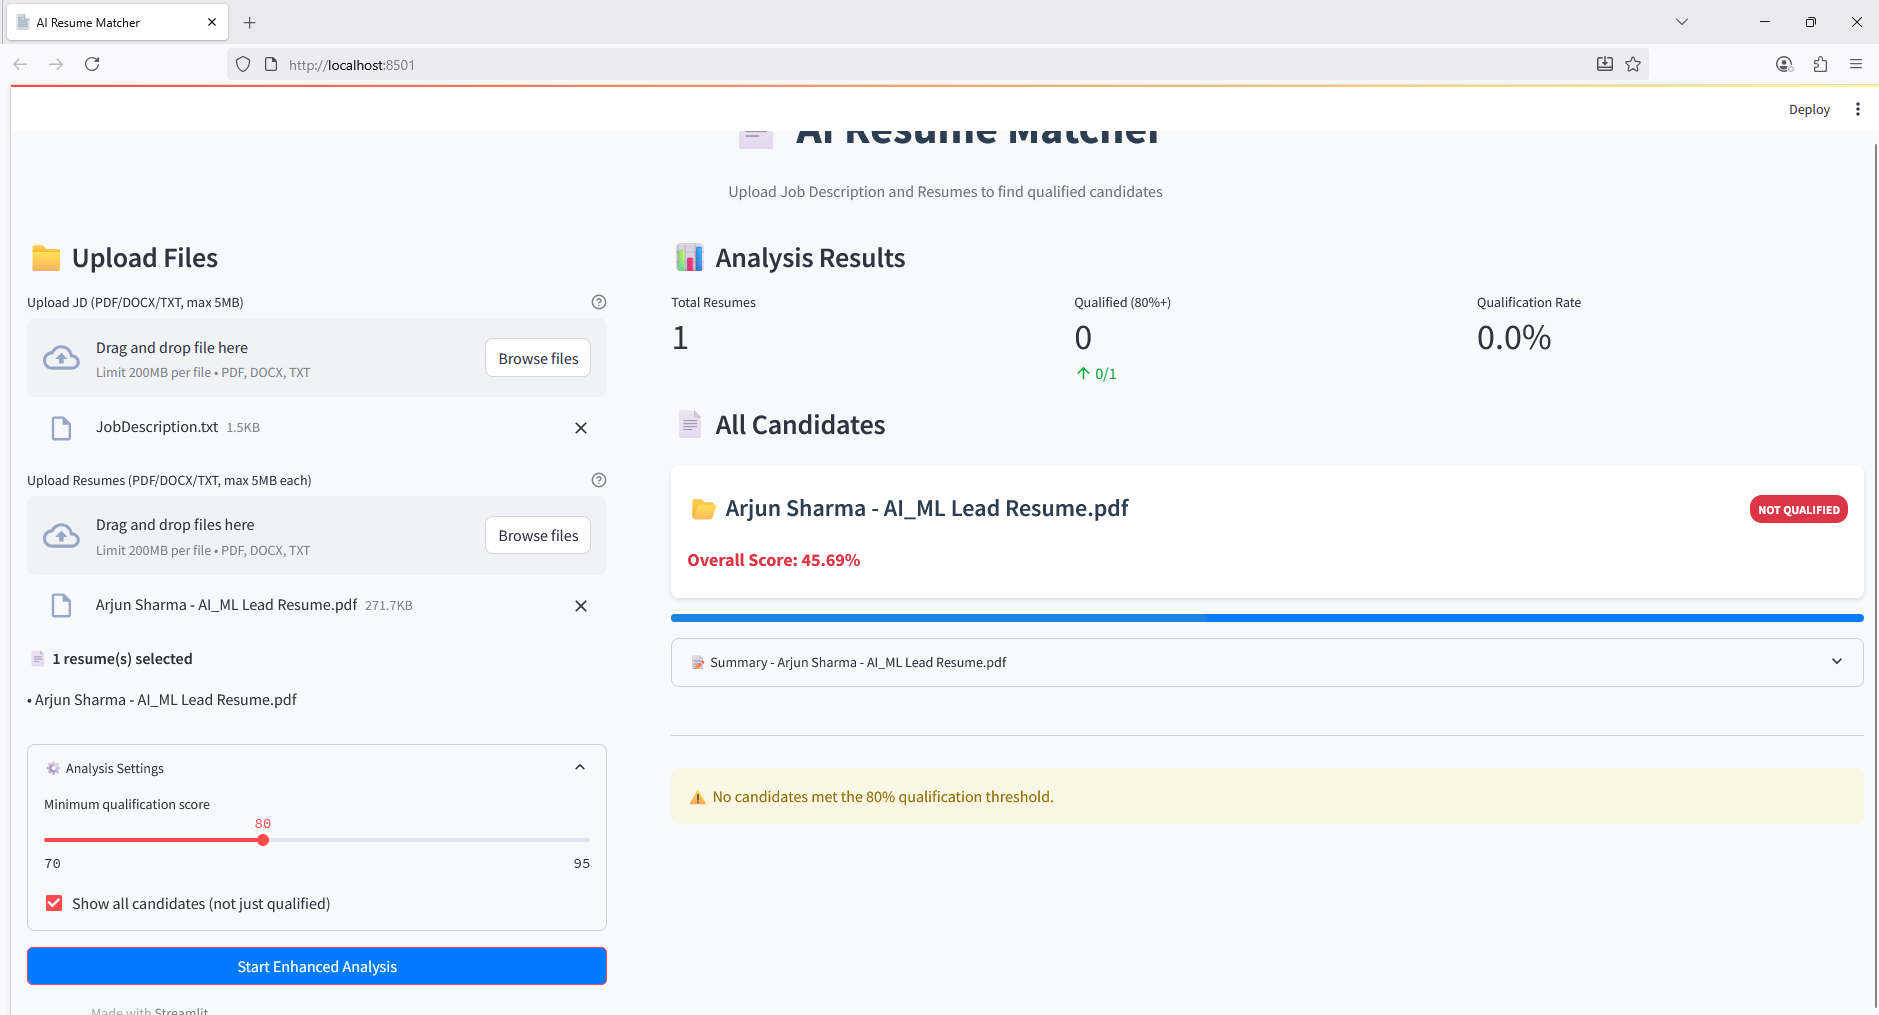 AI Resume Matcher
http://localhost:8501
Deploy
AI Resume Matcher
Upload Job Description and Resumes to find qualified candidates
Upload Files
Upload JD (PDF/DOCX/TXT, max 5MB)
Drag and drop file here
Limit 200MB per file • PDF, DOCX, TXT
Browse files
JobDescription.txt 1.5KB
Upload Resumes (PDF/DOCX/TXT, max 5MB each)
Drag and drop files here
Limit 200MB per file • PDF, DOCX, TXT
Browse files
Arjun Sharma - AI_ML Lead Resume.pdf 271.7KB
1 resume(s) selected
• Arjun Sharma - AI_ML Lead Resume.pdf
Analysis Settings
Minimum qualification score
80
70 95
Show all candidates (not just qualified)
Start Enhanced Analysis
Made with Streamlit
Analysis Results
Total Resumes
1
Qualified (80%+)
0
0/1
Qualification Rate
0.0%
All Candidates
Arjun Sharma - AI_ML Lead Resume.pdf
NOT QUALIFIED
Overall Score: 45.69%
Summary - Arjun Sharma - AI_ML Lead Resume.pdf
No candidates met the 80% qualification threshold.